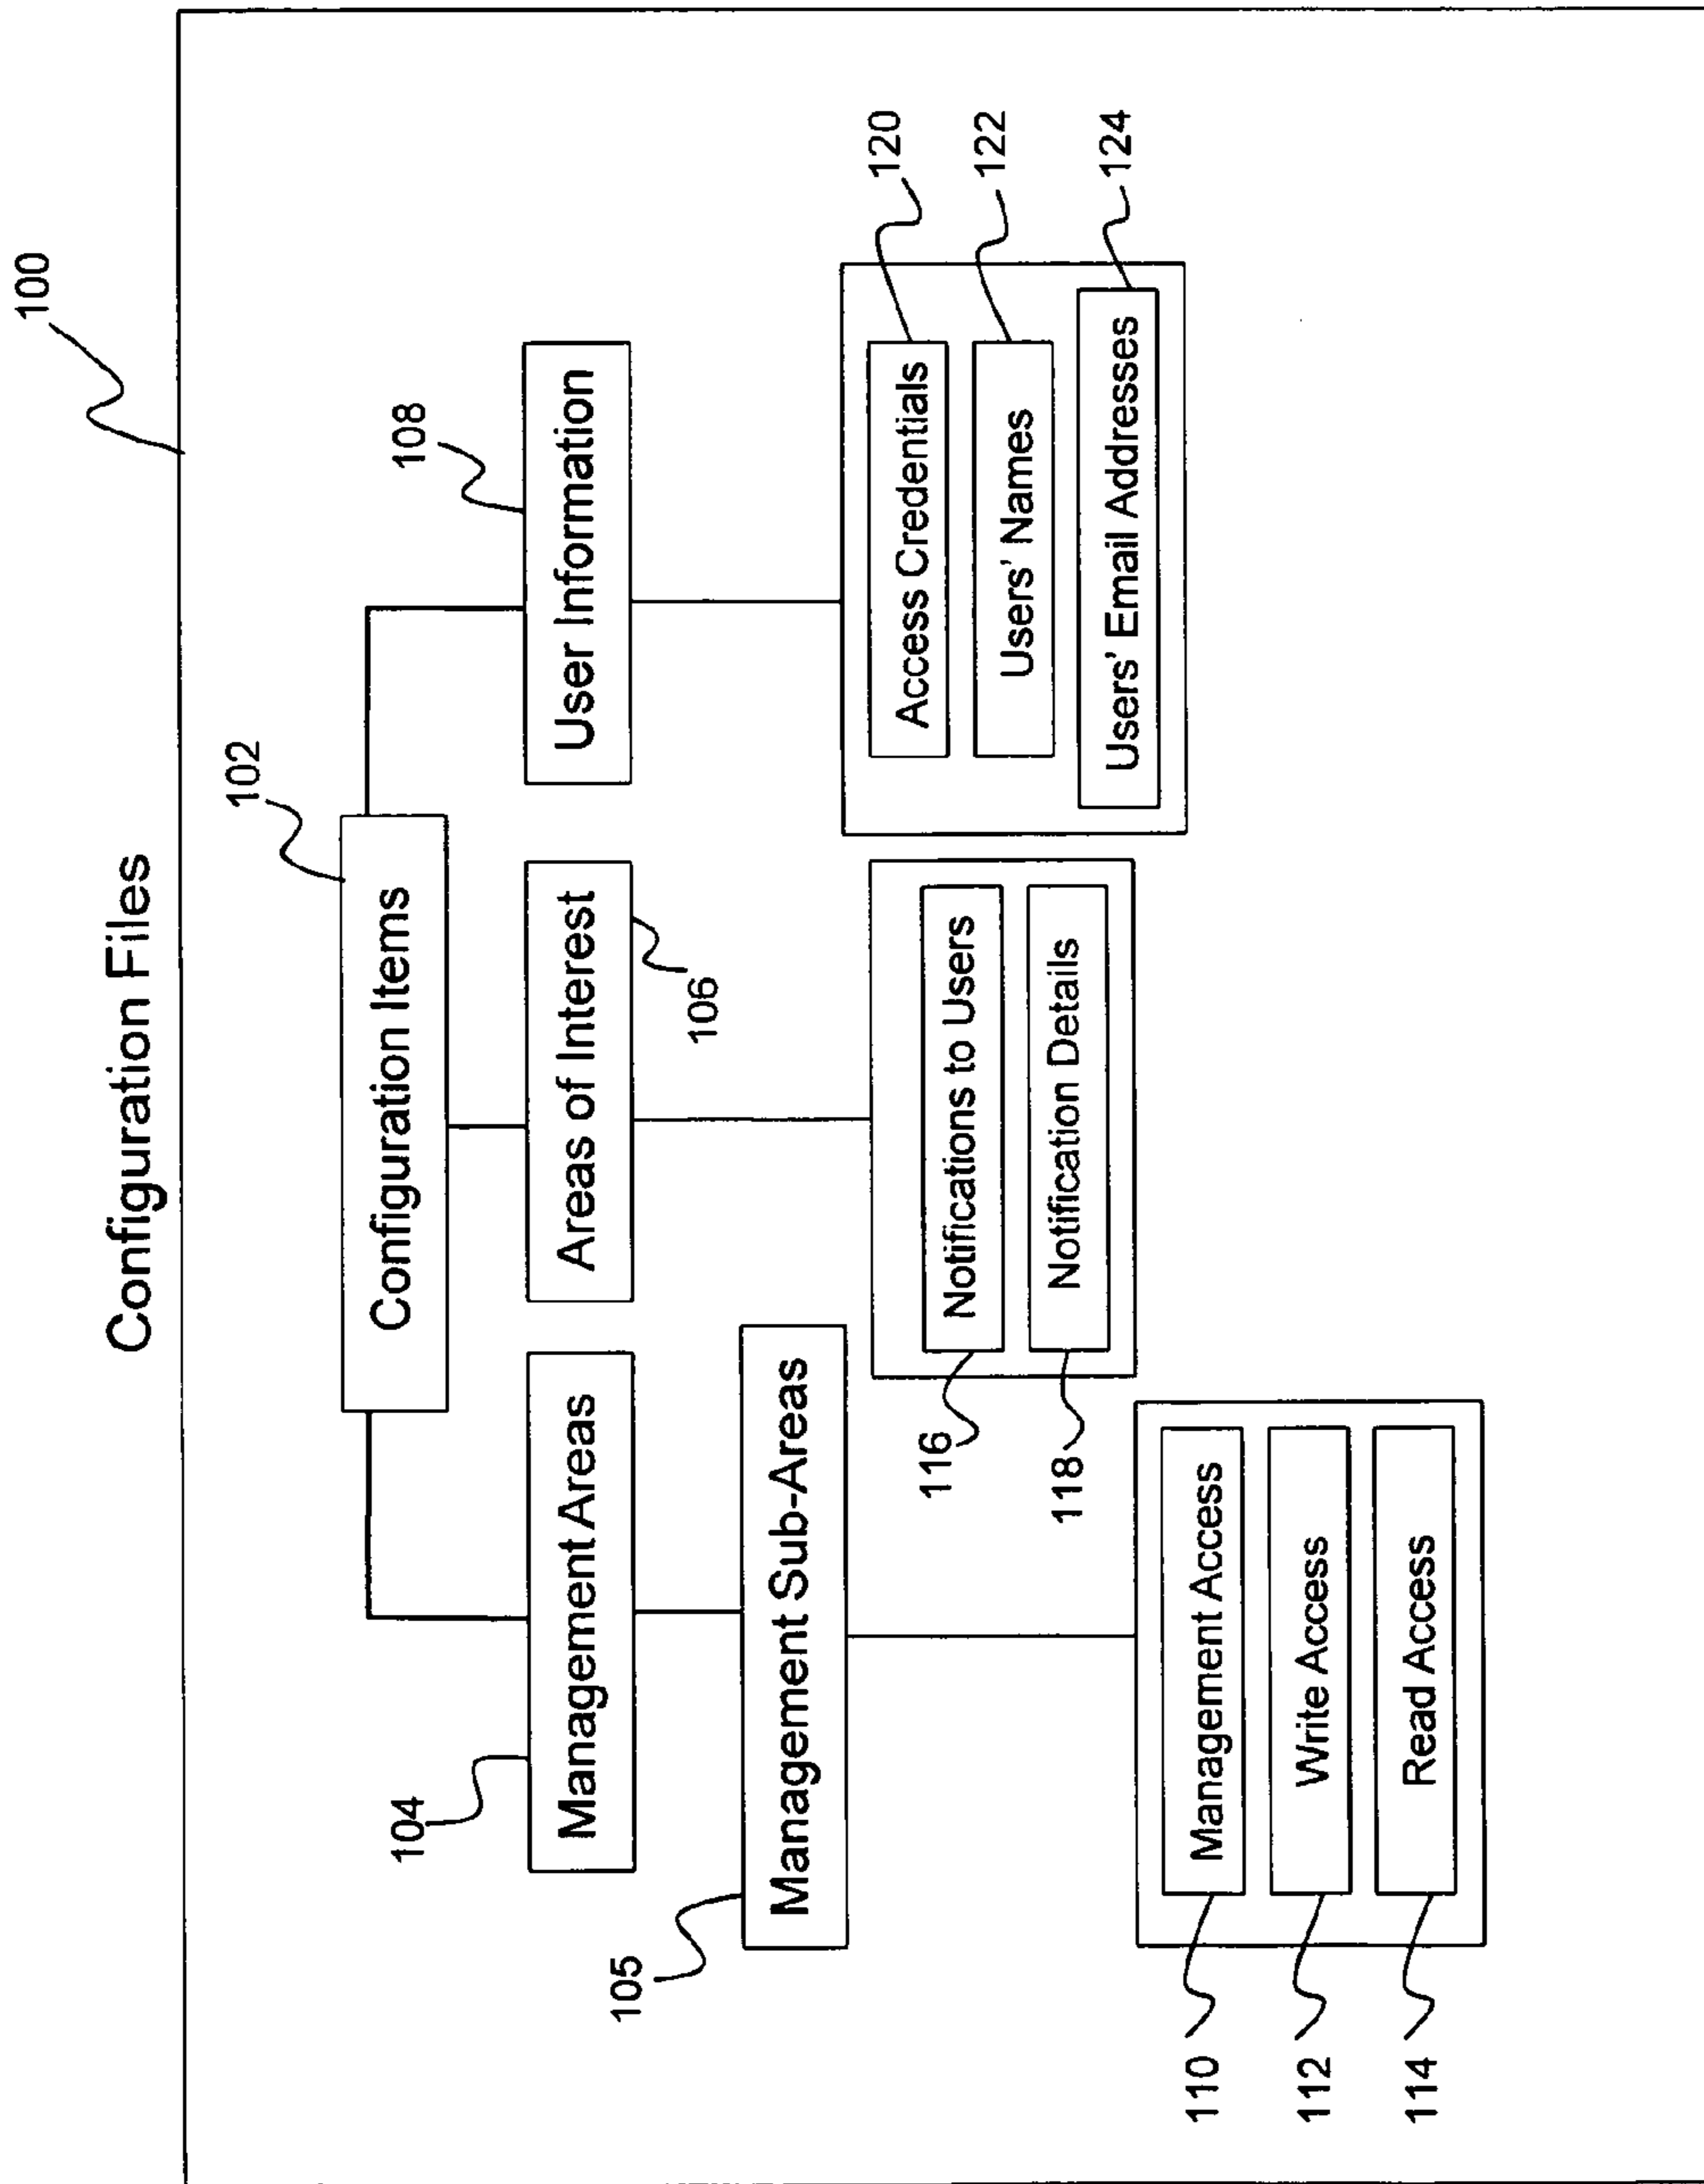 Configuration Files
100
102
Configuration Items
108
104
Management Areas
Areas of Interest
User Information
106
105
Management Sub-Areas
116
Notifications to Users
118
Notification Details
Access Credentials
120
Users' Names
122
Users' Email Addresses
124
110
Management Access
112
Write Access
114
Read Access